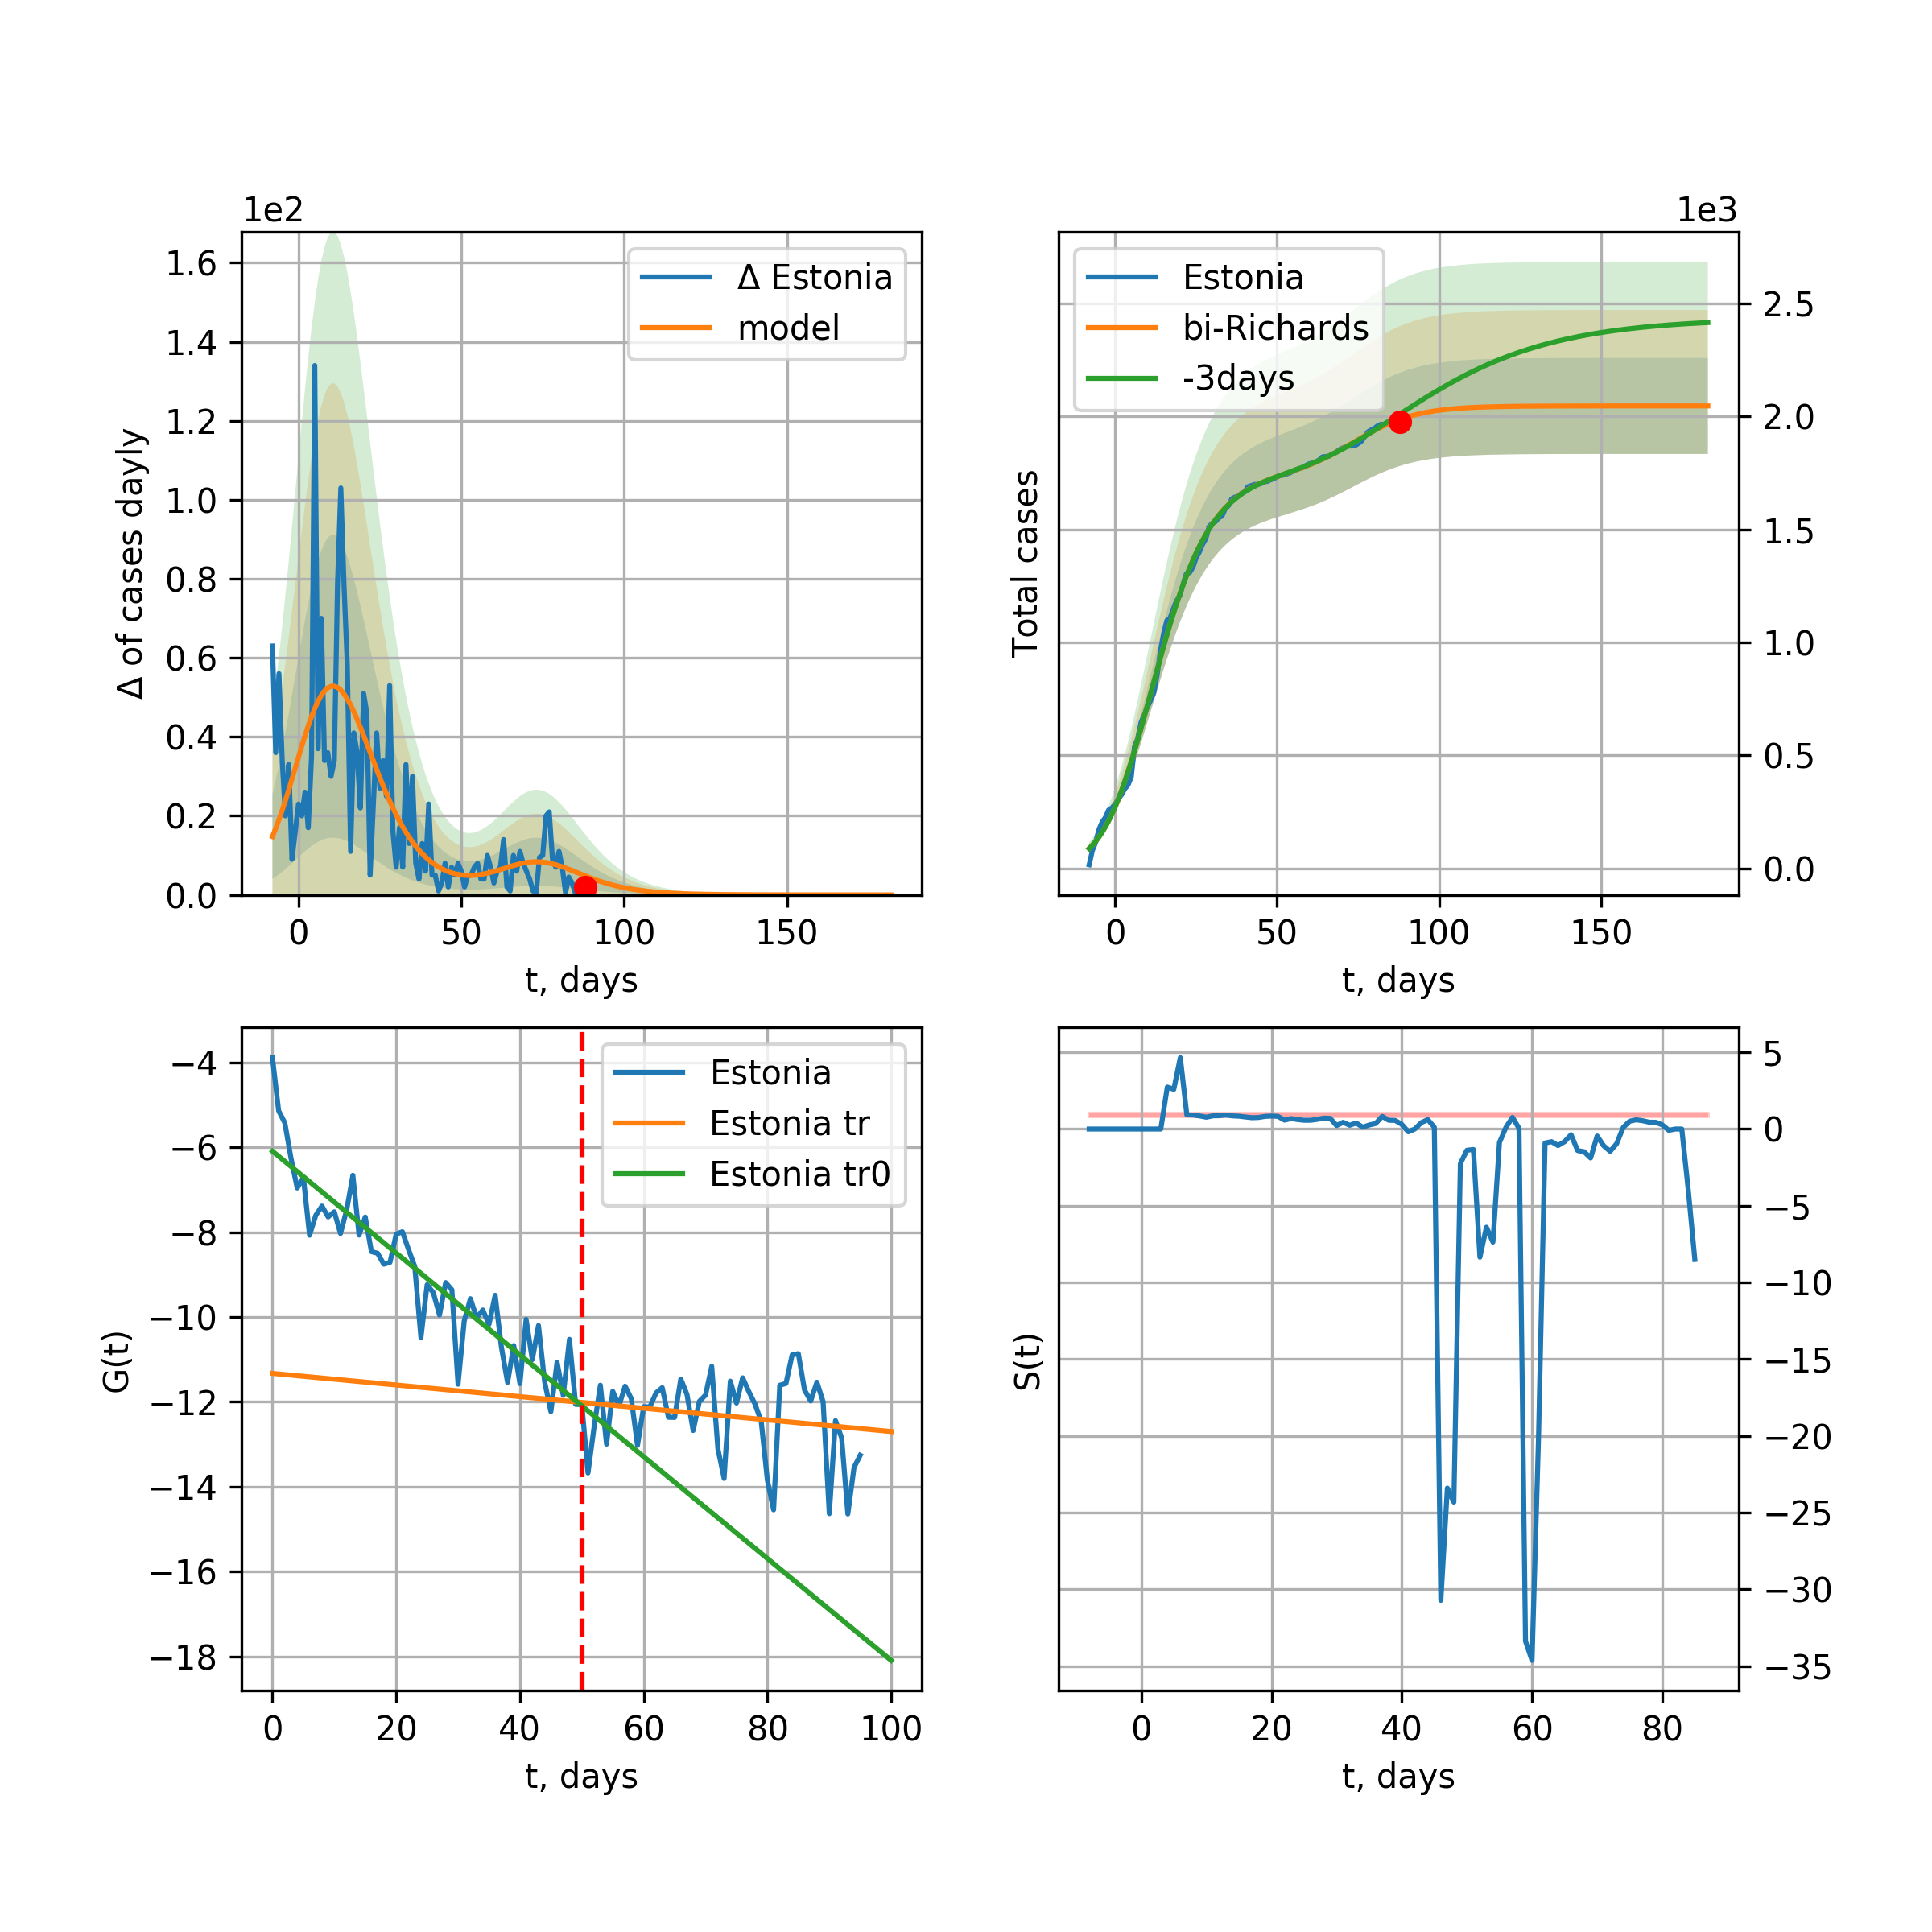 1e2
Δ of cases dayly
1.6
1.4
1.2
1.0
0.8
0.6
0.4
0.2
0.0
Δ Estonia
model
0 50 100 150
t, days
1e3
Total cases
Estonia
bi-Richards
-3days
2.5
2.0
1.5
1.0
0.5
0.0
0 50 100 150
t, days
G(t)
−4
−6
−8
−10
−12
−14
−16
−18
Estonia
Estonia tr
Estonia tr0
0 20 40 60 80 100
t, days
S(t)
5
0
−5
−10
−15
−20
−25
−30
−35
0 20 40 60 80
t, days